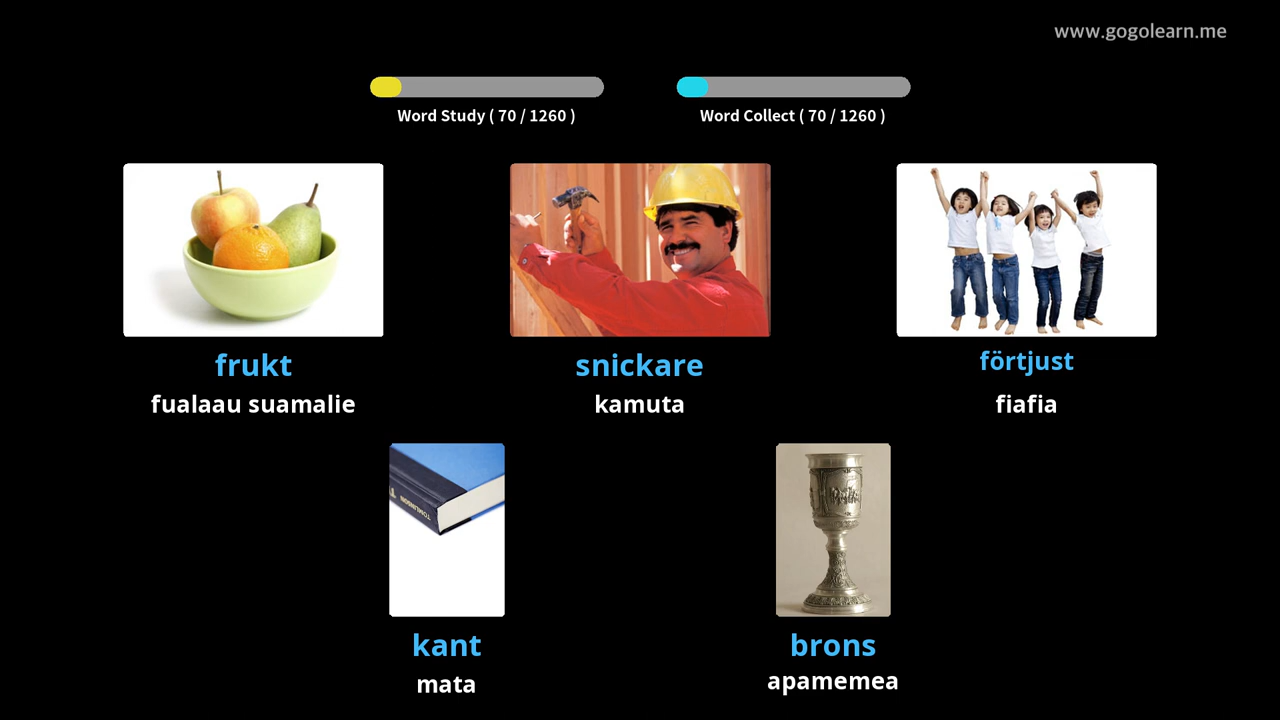 www.gogolearn.me
Word Study ( 70 / 1260 )
Word Collect ( 70 / 1260 )
frukt
snickare
förtjust
fualaau suamalie
kamuta
fiafia
TOMLINSON
kant
brons
mata
apamemea